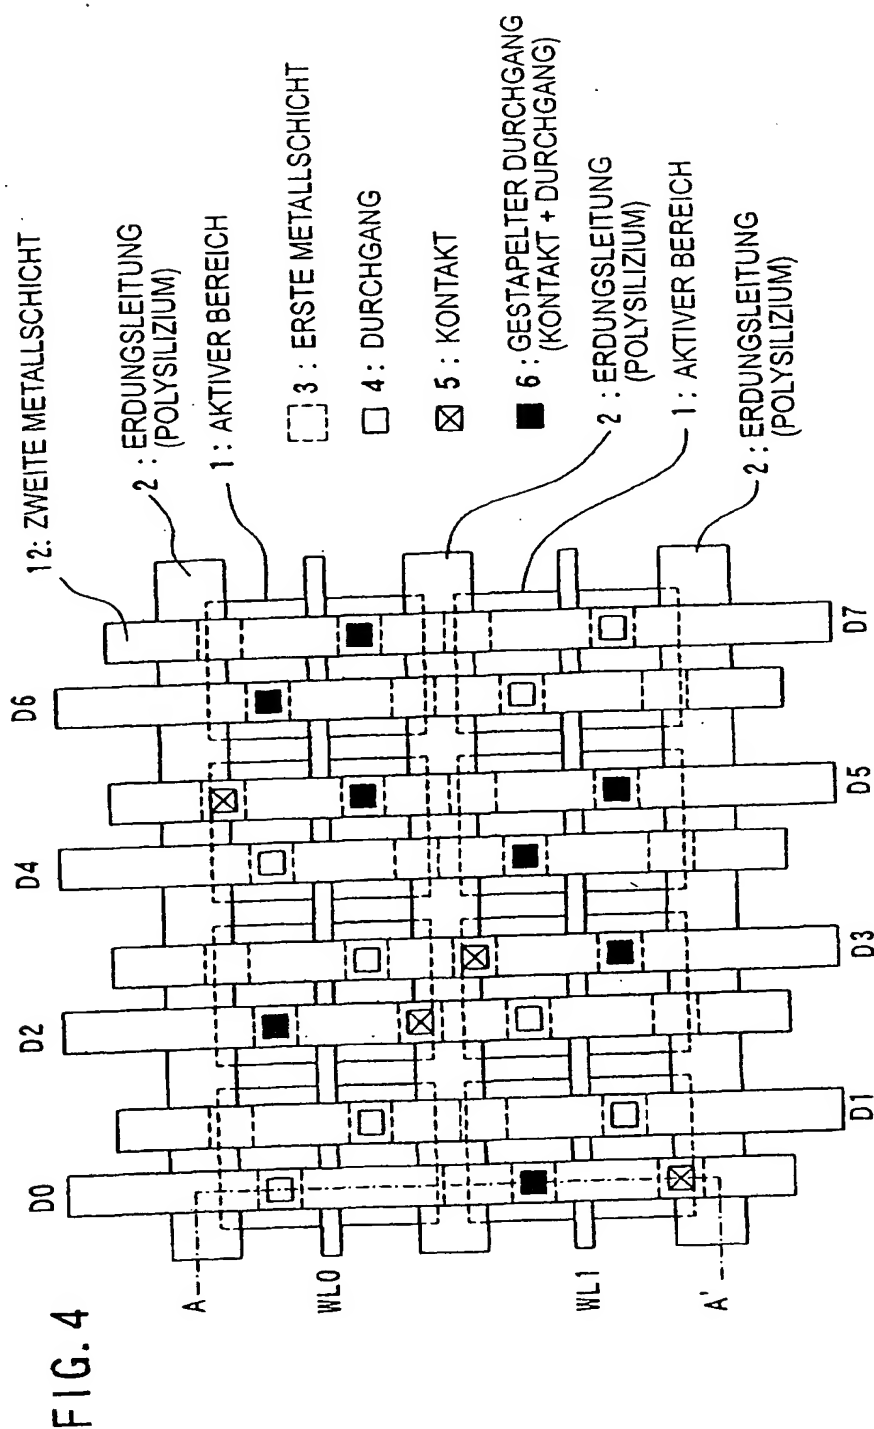 FIG. 4
12: ZWEITE METALLSCHICHT
2 : ERDUNGSLEITUNG
(POLYSILIZIUM)
1: AKTIVER BEREICH
3 : ERSTE METALLSCHICHT
4 : DURCHGANG
5 : KONTAKT
6 : GESTAPELTER DURCHGANG
(KONTAKT + DURCHGANG)
2 : ERDUNGSLEITUNG
(POLYSILIZIUM)
1: AKTIVER BEREICH
2 : ERDUNGSLEITUNG
(POLYSILIZIUM)
D0
D2
D4
D6
A
WL0
WL1
A'
D1
D3
D5
D7